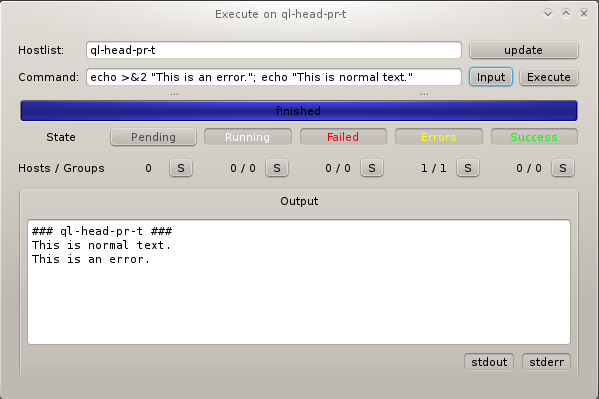 Execute on ql-head-pr-t
Hostlist: ql-head-pr-t update
Command: echo >&2 "This is an error."; echo "This is normal text." Input Execute
... ...
finished
State Pending Running Failed Errors Success
Hosts / Groups 0 S 0 / 0 S 0 / 0 S 1 / 1 S 0 / 0 S
Output
### ql-head-pr-t ###
This is normal text.
This is an error.
stdout stderr